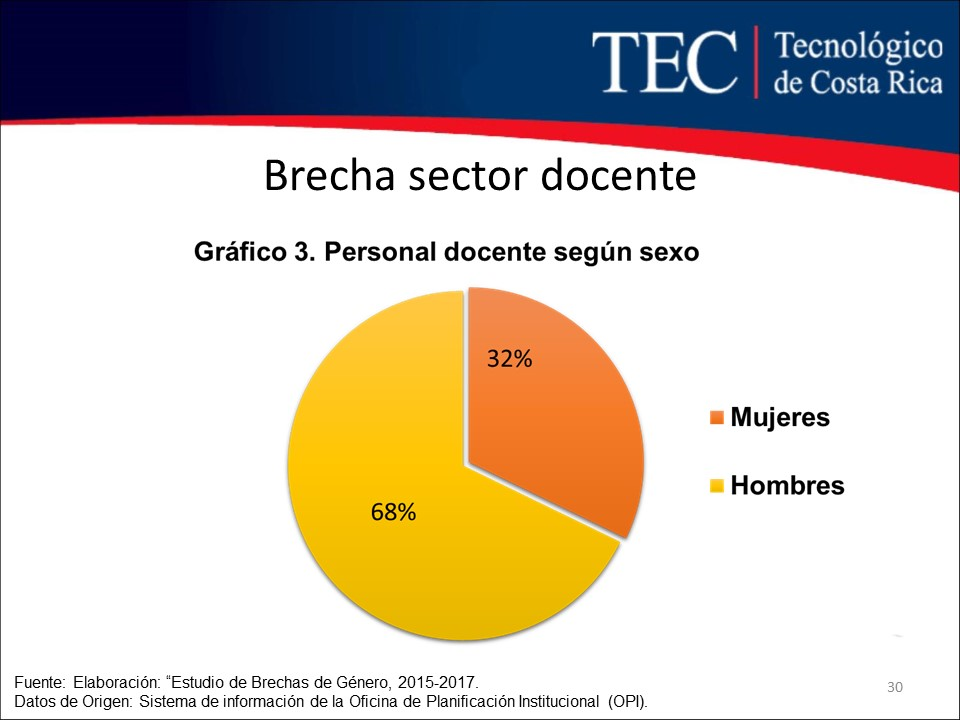 TEC
Tecnológico
de Costa Rica
Brecha sector docente
Gráfico 3. Personal docente según sexo
32%
68%
Mujeres
Hombres
Fuente: Elaboración: “Estudio de Brechas de Género, 2015-2017.
Datos de Origen: Sistema de información de la Oficina de Planificación Institucional (OPI).
30